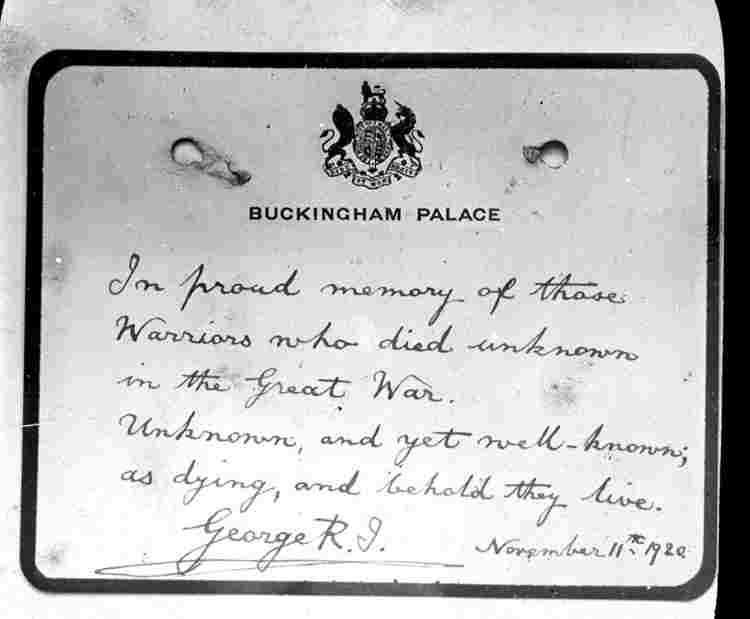 BUCKINGHAM PALACE
In proud memory of those
Warriors who died unknown
in the Great War.
Unknown, and yet well-known;
as dying, and behold they live.
George R.I.
November 11th 1920